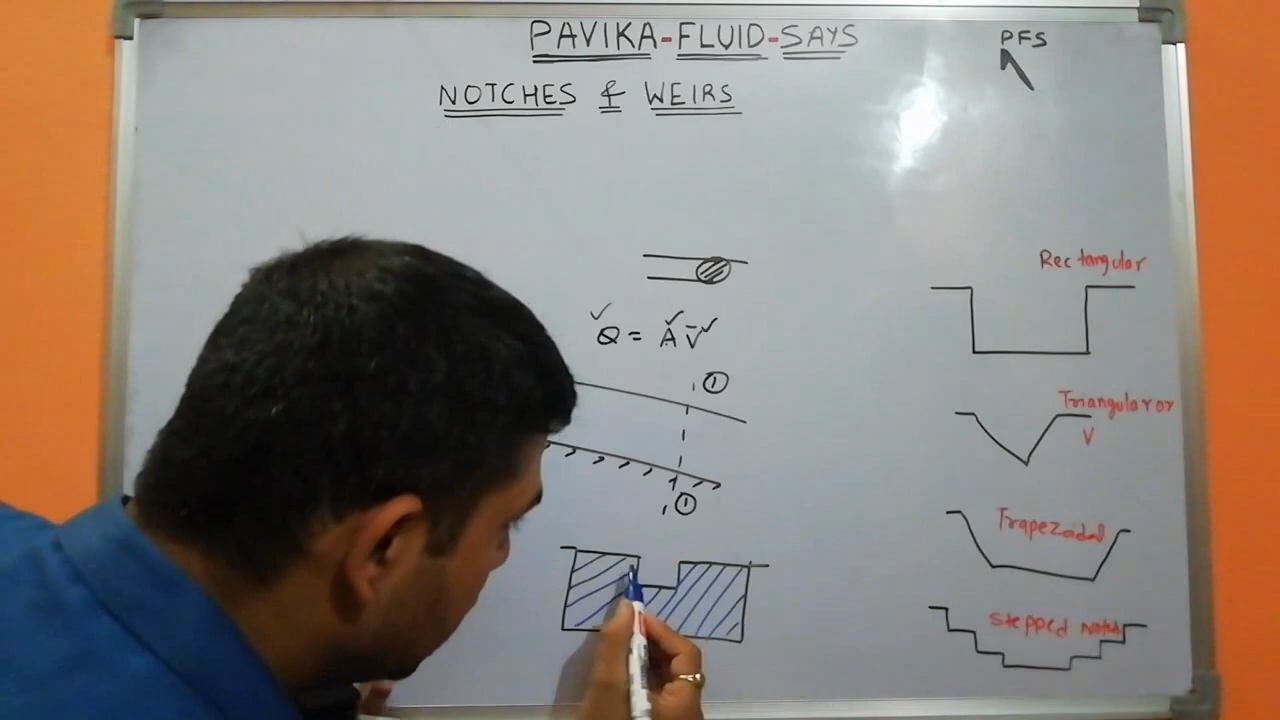 PAVIKA-FLUID-SAYS
PFS
NOTCHES & WEIRS
Rectangular
Q = A V
1
Triangular or
V
1
Trapezoidal
Stepped Notch